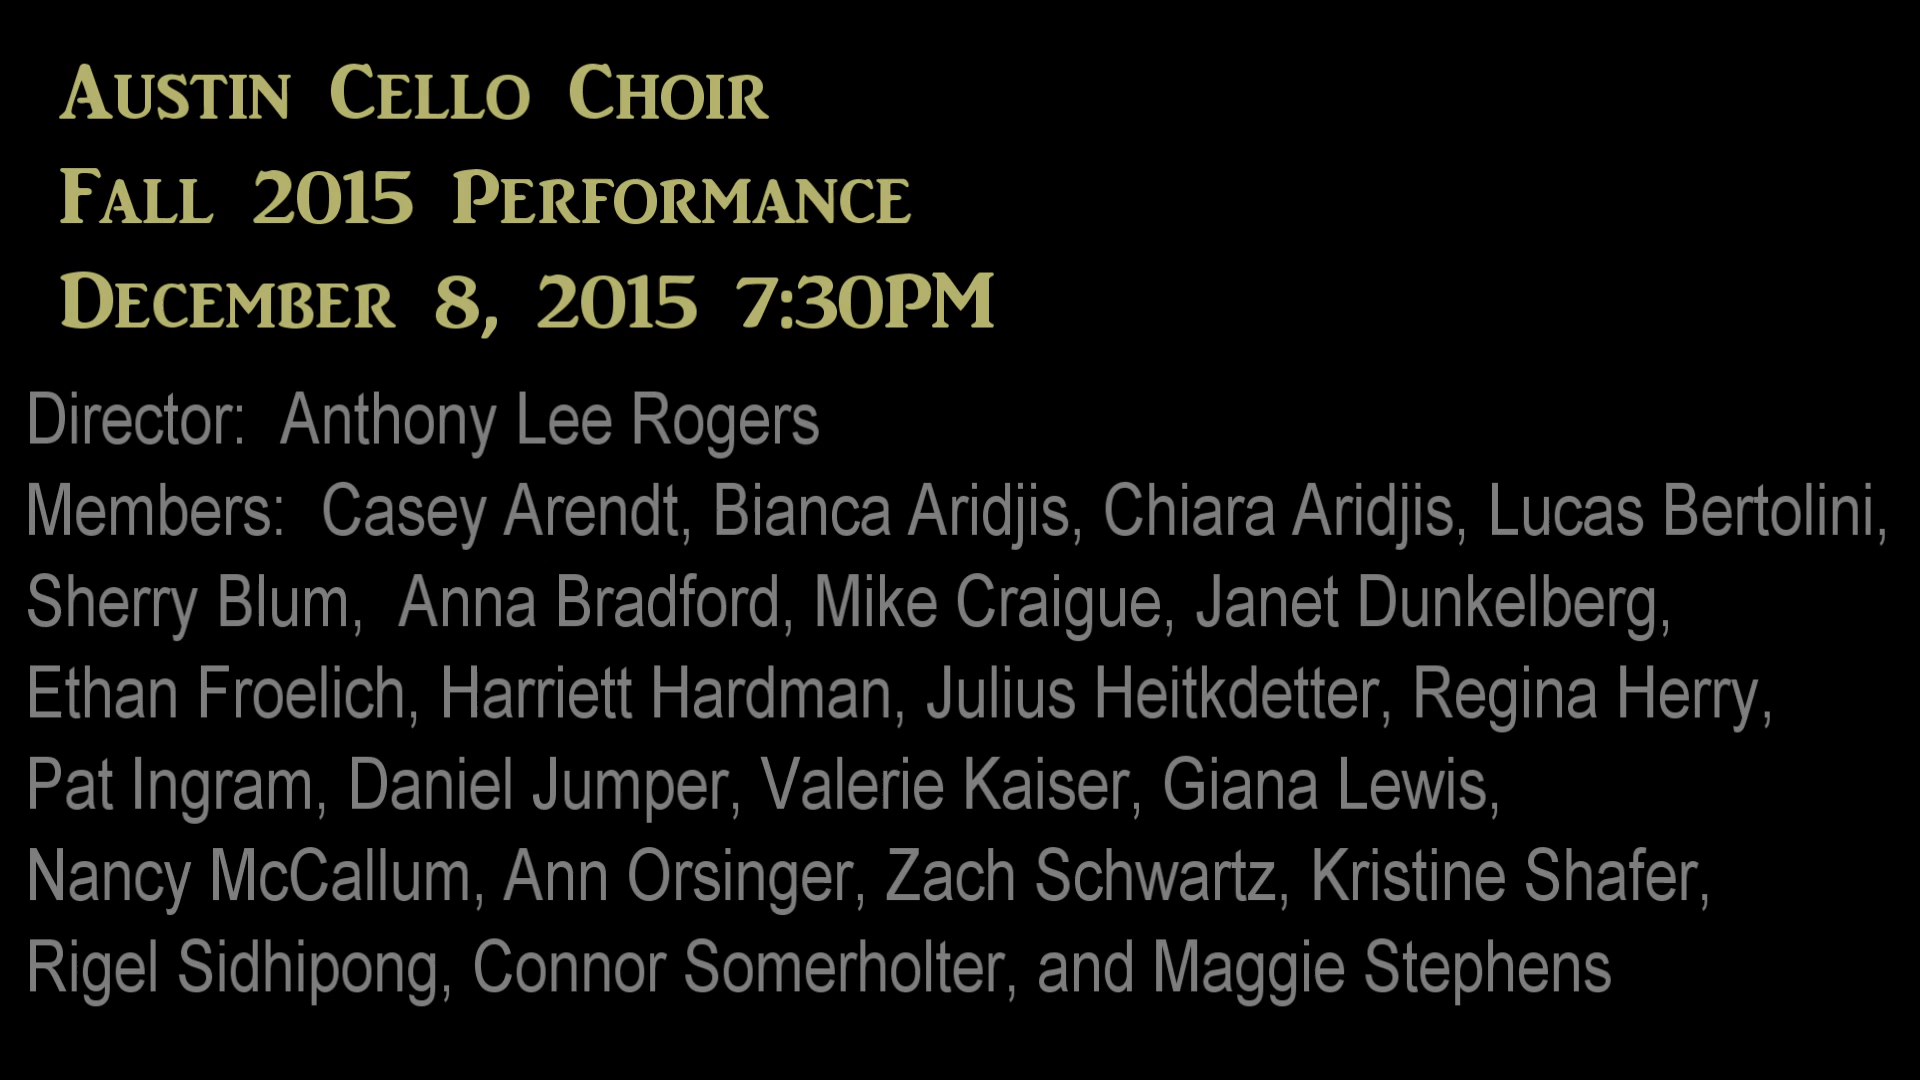 Austin Cello Choir
Fall 2015 Performance
December 8, 2015 7:30PM
Director:  Anthony Lee Rogers
Members:  Casey Arendt, Bianca Aridjis, Chiara Aridjis, Lucas Bertolini,
Sherry Blum,  Anna Bradford, Mike Craigue, Janet Dunkelberg,
Ethan Froelich, Harriett Hardman, Julius Heitkdetter, Regina Herry,
Pat Ingram, Daniel Jumper, Valerie Kaiser, Giana Lewis,
Nancy McCallum, Ann Orsinger, Zach Schwartz, Kristine Shafer,
Rigel Sidhipong, Connor Somerholter, and Maggie Stephens